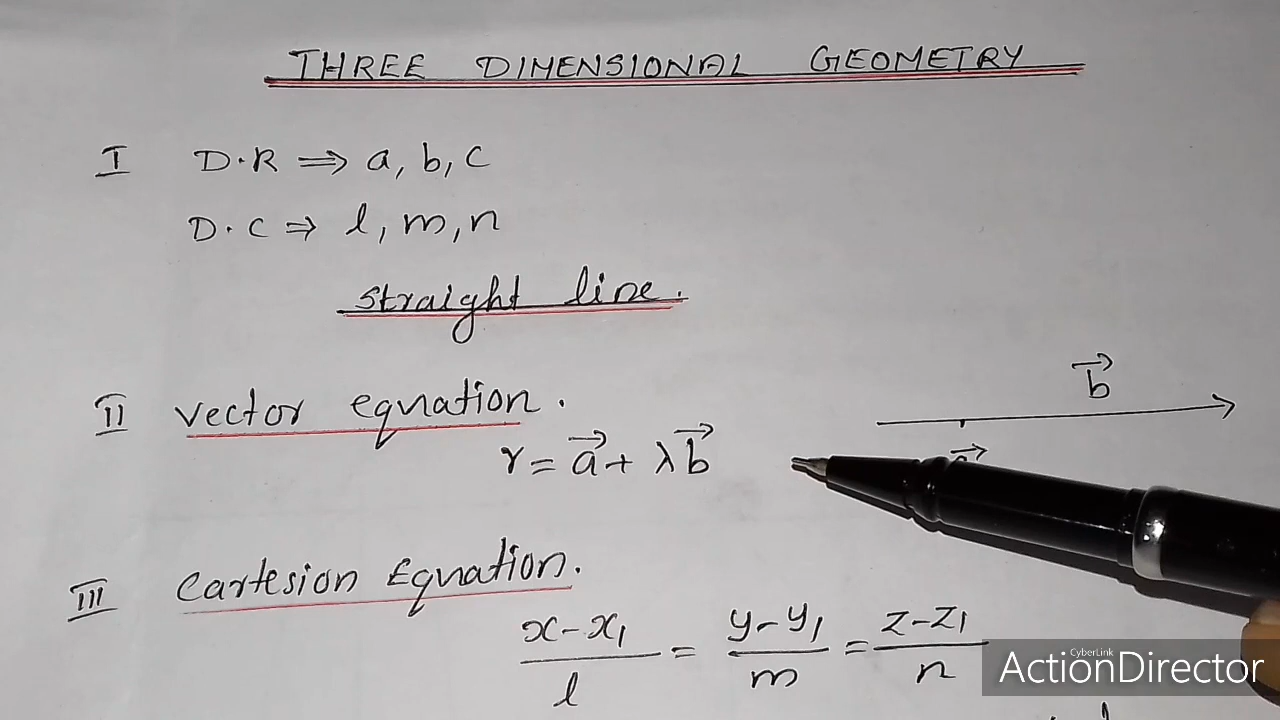 THREE DIMENSIONAL GEOMETRY
I D.R ⇒ a, b, c
D.C ⇒ l, m, n
straight line.
II vector equation.
b⃗
r = a⃗ + λb⃗
III Cartesion Equation.
x-x₁/l = y-y₁/m = z-z₁/n
CyberLink
ActionDirector